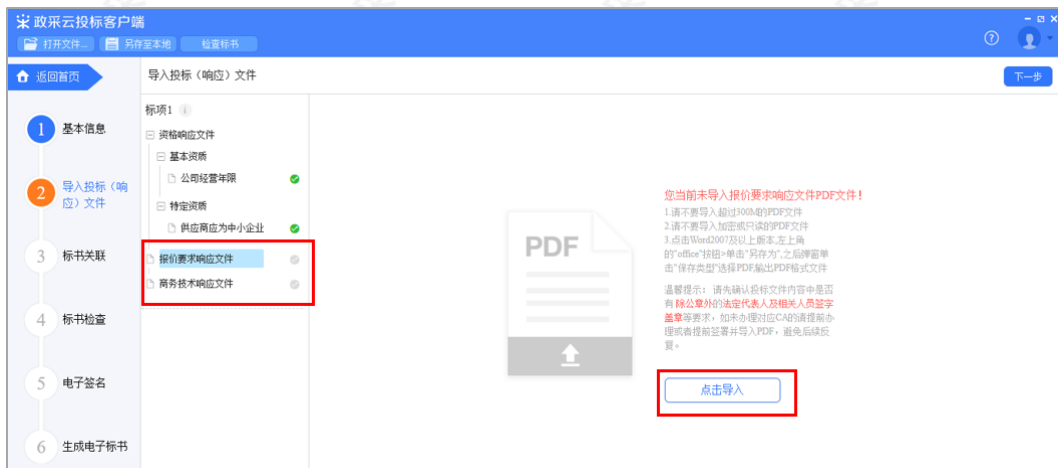 政采云投标客户端
打开文件... 另存至本地 检查标书
返回首页
导入投标（响应）文件
下一步
1 基本信息
2 导入投标（响
应）文件
3 标书关联
4 标书检查
5 电子签名
6 生成电子标书
标项1
资格响应文件
基本资质
公司经营年限
特定资质
供应商应为中小企业
报价要求响应文件
商务技术响应文件
PDF
您当前未导入报价要求响应文件PDF文件！
1.请不要导入超过300M的PDF文件
2.请不要导入加密或只读的PDF文件
3.点击Word2007及以上版本,左上角
的"office"按钮>单击"另存为",之后弹窗单
击"保存类型"选择PDF,输出PDF格式文件
温馨提示：请先确认投标文件内容中是否
有 除公章外的法定代表人及相关人员签字
盖章等要求，如未办理对应CA的请提前办
理或者提前签署并导入PDF，避免后续反
复。
点击导入